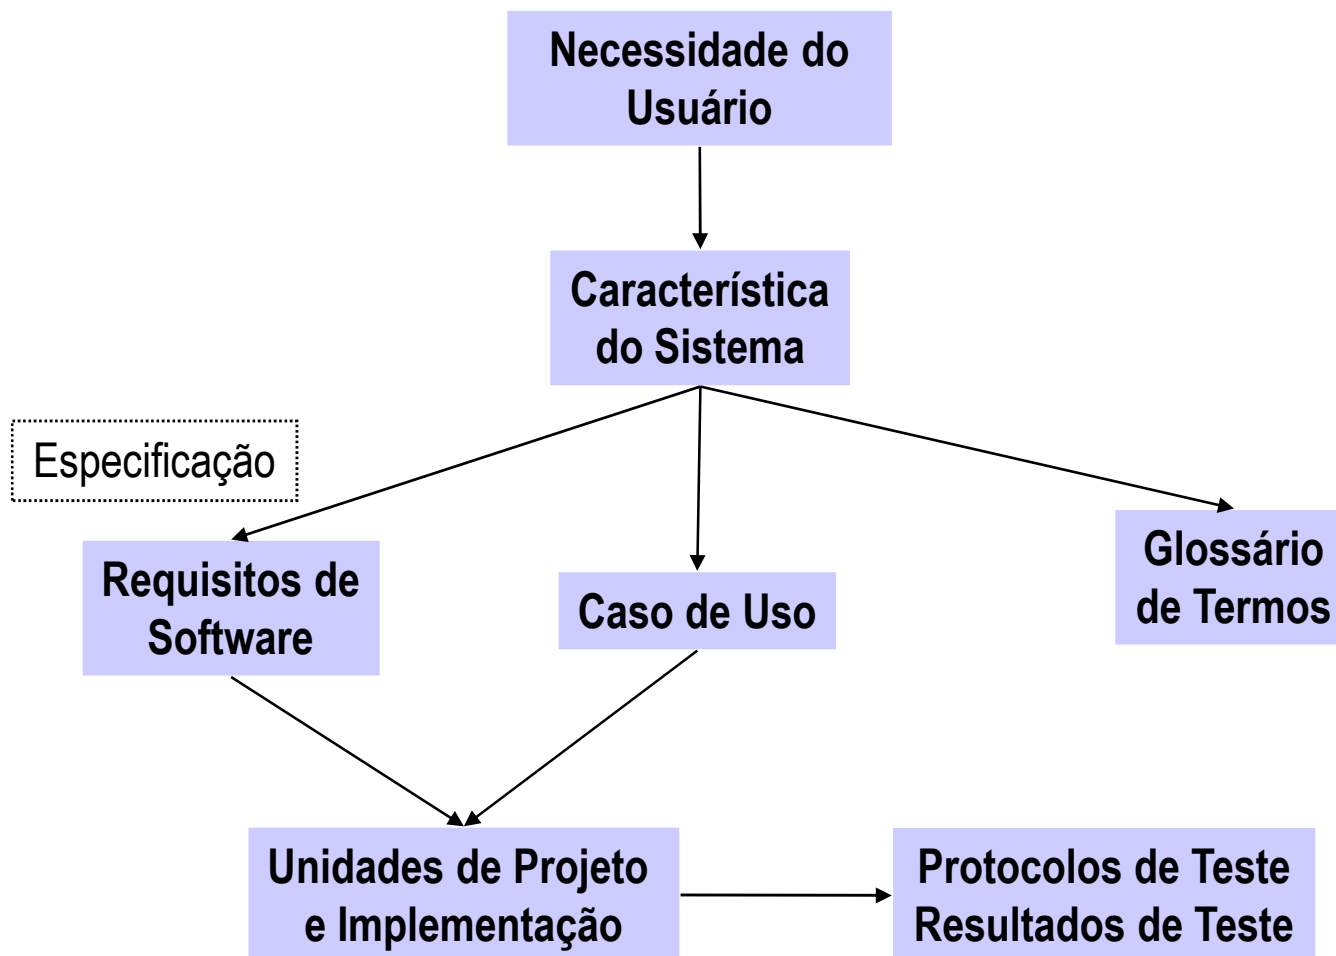 Necessidade do
Usuário
Caracterίstica
do Sistema
Especificação
Requisitos de
Software
Caso de Uso
Glossário
de Termos
Unidades de Projeto
e Implementação
Protocolos de Teste
Resultados de Teste